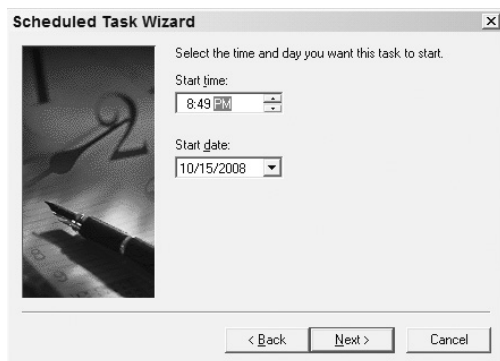 Scheduled Task Wizard
Select the time and day you want this task to start.
Start time:
8:49 PM
Start date:
10/15/2008
< Back
Next >
Cancel